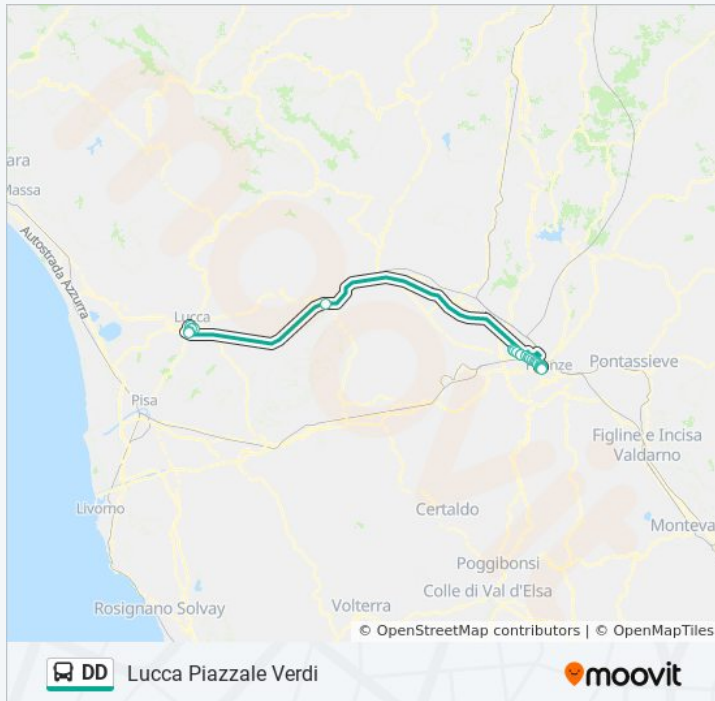 ara
Massa
Autostrada Azzurra
Lucca
Pisa
Livorno
Rosignano Solvay
Volterra
Certaldo
Poggibonsi
Colle di Val d'Elsa
Pontassieve
Figline e Incisa
Valdarno
Monteva
moovit
© OpenStreetMap contributors | © OpenMapTiles
DD Lucca Piazzale Verdi
moovit